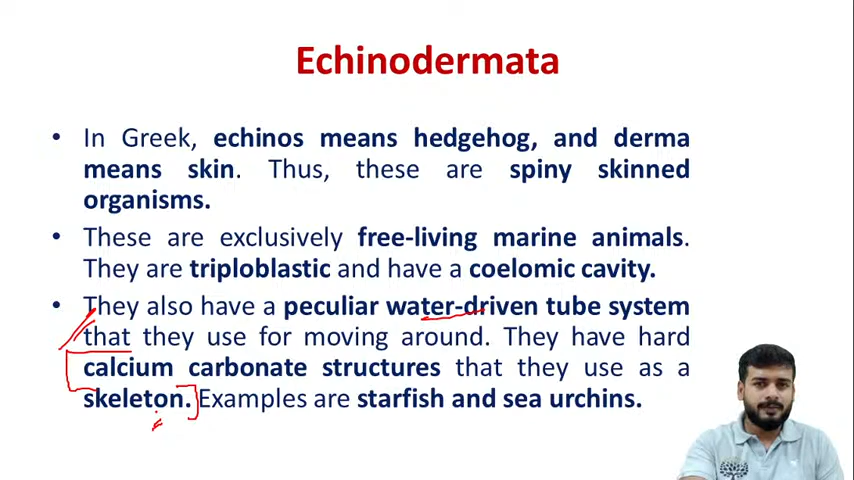 Echinodermata
• In Greek, echinos means hedgehog, and derma
means skin. Thus, these are spiny skinned
organisms.
• These are exclusively free-living marine animals.
They are triploblastic and have a coelomic cavity.
• They also have a peculiar water-driven tube system
that they use for moving around. They have hard
calcium carbonate structures that they use as a
skeleton. Examples are starfish and sea urchins.